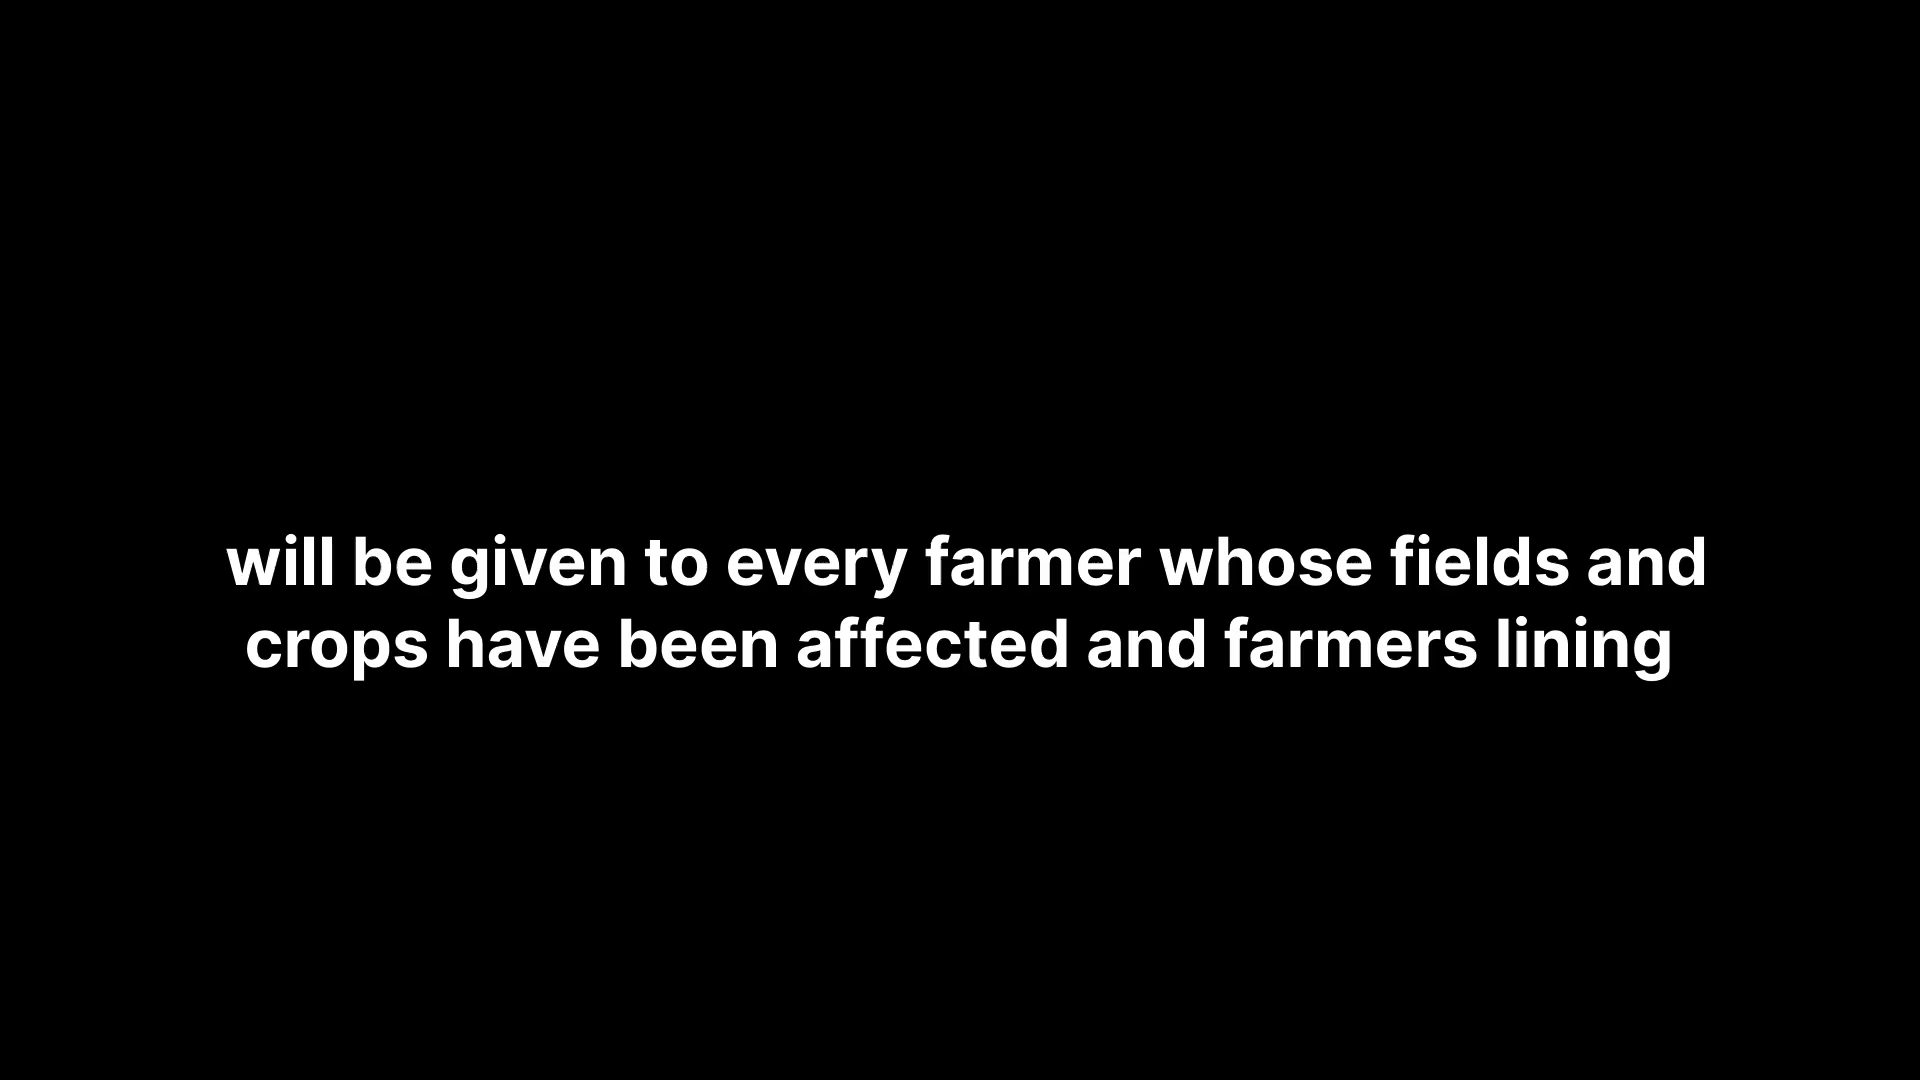 will be given to every farmer whose fields and
crops have been affected and farmers lining